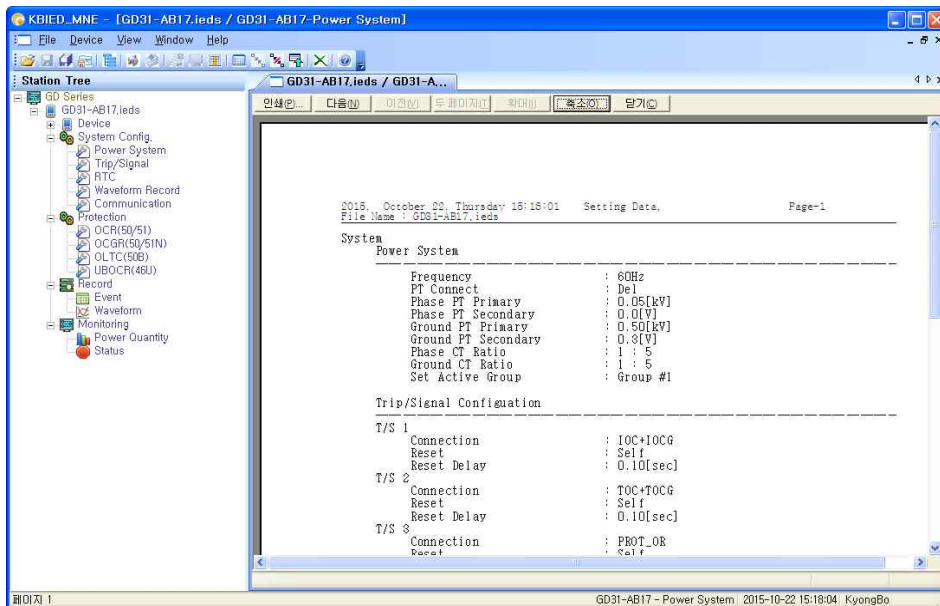 KBIED_MNE - [GD31-AB17.ieds / GD31-AB17-Power System]
File Device View Window Help
Station Tree
GD Series
GD31-AB17.ieds
Device
System Config.
Power System
Trip/Signal
RTC
Waveform Record
Communication
Protection
OCR(50/51)
OCGR(50/51N)
OLTC(50B)
UBOCR(46U)
Record
Event
Waveform
Monitoring
Power Quantity
Status
GD31-AB17.ieds / GD31-A...
인쇄(P)... 다음(N) 이전(V) 두 페이지(T) 확대(I) 축소(O) 닫기(C)
2015. October 22. Thursday 15:15:01 Setting Data. Page-1
File Name : GD31-AB17.ieds
System
Power System
Frequency : 60Hz
PT Connect : Del
Phase PT Primary : 0.05[kV]
Phase PT Secondary : 0.0[V]
Ground PT Primary : 0.50[kV]
Ground PT Secondary : 0.3[V]
Phase CT Ratio : 1 : 5
Ground CT Ratio : 1 : 5
Set Active Group : Group #1
Trip/Signal Configuation
T/S 1
Connection : IOC+IOCG
Reset : Self
Reset Delay : 0.10[sec]
T/S 2
Connection : TOC+TOCG
Reset : Self
Reset Delay : 0.10[sec]
T/S 3
Connection : PROT_OR
Reset : Self
페이지 1
GD31-AB17 - Power System 2015-10-22 15:18:04 KyongBo